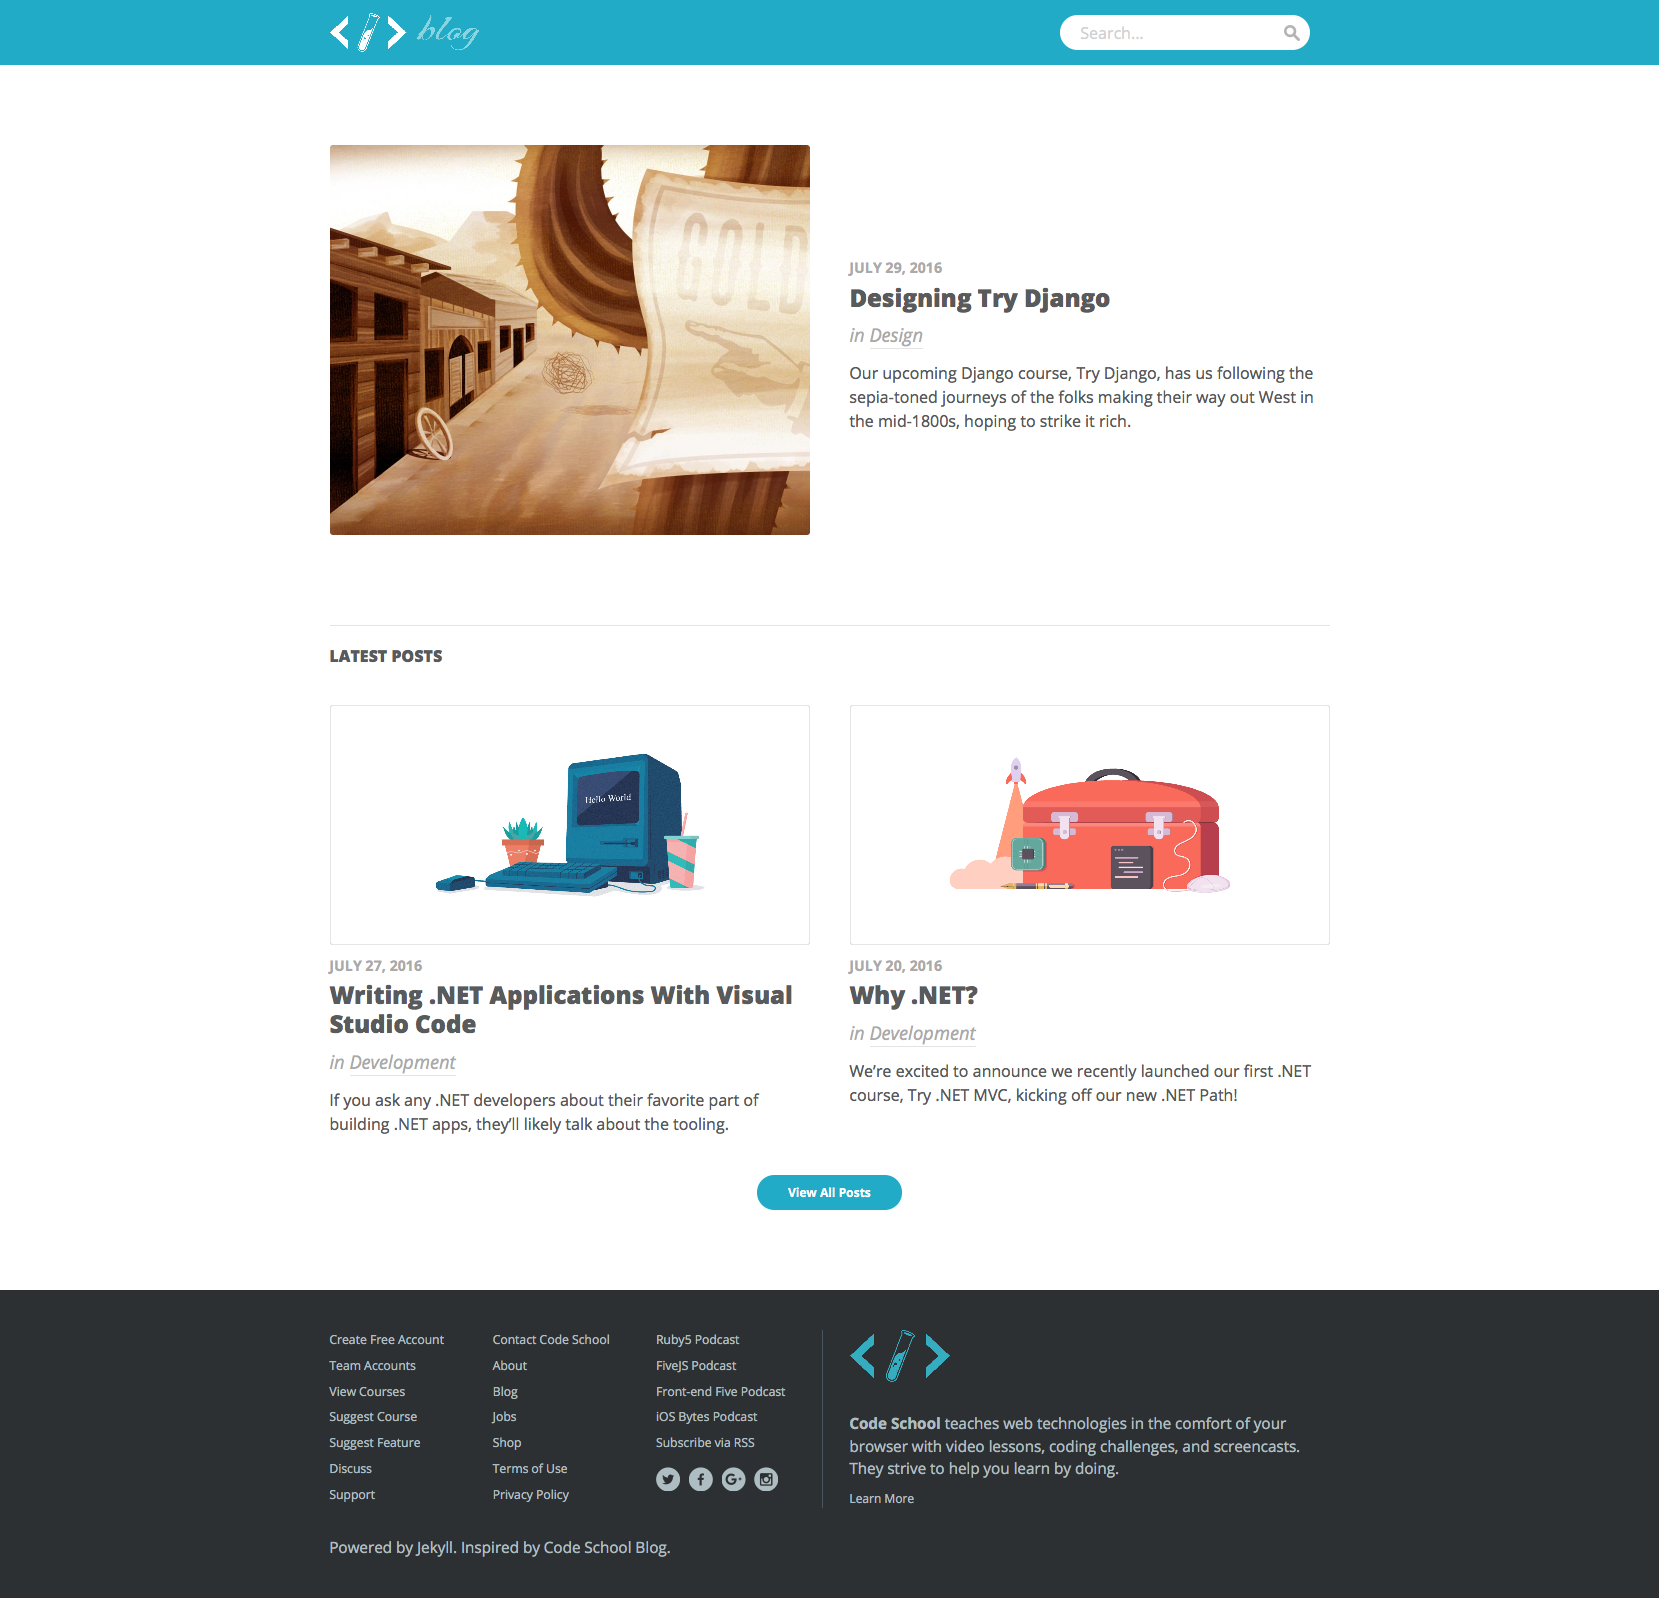 blog
Search...
GOLD
JULY 29, 2016
Designing Try Django
in Design
Our upcoming Django course, Try Django, has us following the
sepia-toned journeys of the folks making their way out West in
the mid-1800s, hoping to strike it rich.
LATEST POSTS
Hello World
JULY 27, 2016
Writing .NET Applications With Visual
Studio Code
in Development
If you ask any .NET developers about their favorite part of
building .NET apps, they’ll likely talk about the tooling.
JULY 20, 2016
Why .NET?
in Development
We’re excited to announce we recently launched our first .NET
course, Try .NET MVC, kicking off our new .NET Path!
View All Posts
Create Free Account
Team Accounts
View Courses
Suggest Course
Suggest Feature
Discuss
Support
Contact Code School
About
Blog
Jobs
Shop
Terms of Use
Privacy Policy
Ruby5 Podcast
FiveJS Podcast
Front-end Five Podcast
iOS Bytes Podcast
Subscribe via RSS
Code School teaches web technologies in the comfort of your
browser with video lessons, coding challenges, and screencasts.
They strive to help you learn by doing.
Learn More
Powered by Jekyll. Inspired by Code School Blog.